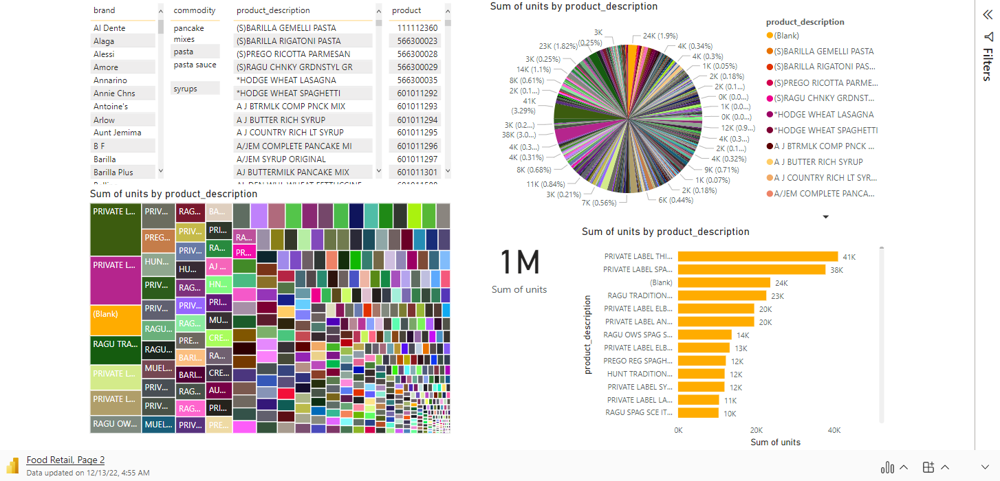 brand
Al Dente
Alaga
Alessi
Amore
Annarino
Annie Chns
Antoine's
Arlow
Aunt Jemima
B F
Barilla
Barilla Plus
commodity
pancake
mixes
pasta
pasta sauce
syrups
product_description
(S)BARILLA GEMELLI PASTA
(S)BARILLA RIGATONI PASTA
(S)PREGO RICOTTA PARMESAN
(S)RAGU CHNKY GRDNSTYL GR
*HODGE WHEAT LASAGNA
*HODGE WHEAT SPAGHETTI
A J BTRMLK COMP PNCK MIX
A J BUTTER RICH SYRUP
A J COUNTRY RICH LT SYRUP
A/JEM COMPLETE PANCAKE MI
A/JEM SYRUP ORIGINAL
AJ BUTTERMILK PANCAKE MIX
product
111112360
566300023
566300028
566300029
566300035
601011292
601011293
601011294
601011295
601011296
601011297
601011301
Sum of units by product_description
3K (0.25%)
23K (1.82%)
3K (0.25%)
14K (1.1%)
8K (0.61%)
2K (0.1...)
41K
(3.29%)
3K (0.2...)
38K (3.0...)
4K (0.3...)
4K (0.31%)
8K (0.68%)
11K (0.84%)
3K (0.21%)
7K (0.56%)
24K (1.9%)
4K (0.34%)
4K (0.3%)
1K (0.05%)
2K (0.18%)
2K (0.1...)
0K (0.0...)
1K (0.0...)
0K (0.0...)
12K (0.9...)
4K (0.3...)
2K (0.1...)
4K (0.32%)
9K (0.71%)
1K (0.07%)
2K (0.18%)
6K (0.44%)
product_description
(Blank)
(S)BARILLA GEMELLI PASTA
(S)BARILLA RIGATONI PAS...
(S)PREGO RICOTTA PARME...
(S)RAGU CHNKY GRDNST...
*HODGE WHEAT LASAGNA
*HODGE WHEAT SPAGHETTI
A J BTRMLK COMP PNCK ...
A J BUTTER RICH SYRUP
A J COUNTRY RICH LT SYR...
A/JEM COMPLETE PANCA...
Filters
Sum of units by product_description
PRIVATE L...
PRIVATE L...
(Blank)
RAGU TRA...
PRIVATE L...
PRIVATE L...
RAGU OW...
PRIV...
PREG...
HUN...
PRIV...
PRIV...
RAGU...
RAGU...
MUEL...
PRIV...
PRIV...
MUEL...
RAG...
PRIV...
PRIV...
HU...
RAG...
PRIV...
RAG...
PRE...
BARI...
BARI...
RAG...
RAG...
PRIV...
BA...
PRI...
RA...
AJ ...
HN...
PRI...
MU...
CRE...
RA...
CRE...
AU...
PRI...
PRE...
RA...
PR...
1M
Sum of units
Sum of units by product_description
product_description
PRIVATE LABEL THI... 41K
PRIVATE LABEL SPA... 38K
(Blank) 24K
RAGU TRADITION... 23K
PRIVATE LABEL ELB... 20K
PRIVATE LABEL AN... 20K
RAGU OWS SPAG S... 14K
PRIVATE LABEL ELB... 13K
PREGO REG SPAGH... 12K
HUNT TRADITION... 12K
PRIVATE LABEL SY... 12K
PRIVATE LABEL LA... 11K
RAGU SPAG SCE IT... 10K
0K 20K 40K
Sum of units
Food Retail, Page 2
Data updated on 12/13/22, 4:55 AM